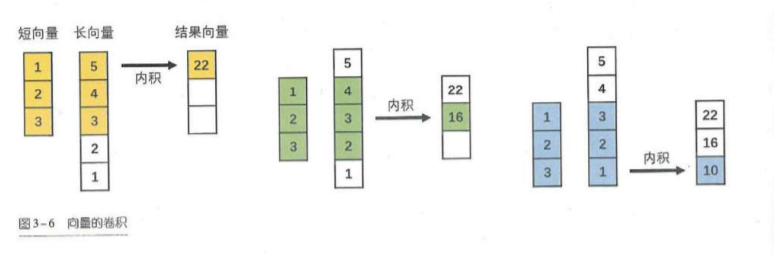 短向量 长向量 结果向量
1 5 22
2 4
3 3
2
1
内积
5
1 4 22
2 3 16
3 2
1
内积
5
4
1 3 22
2 2 16
3 1 10
内积
图3-6 向量的卷积